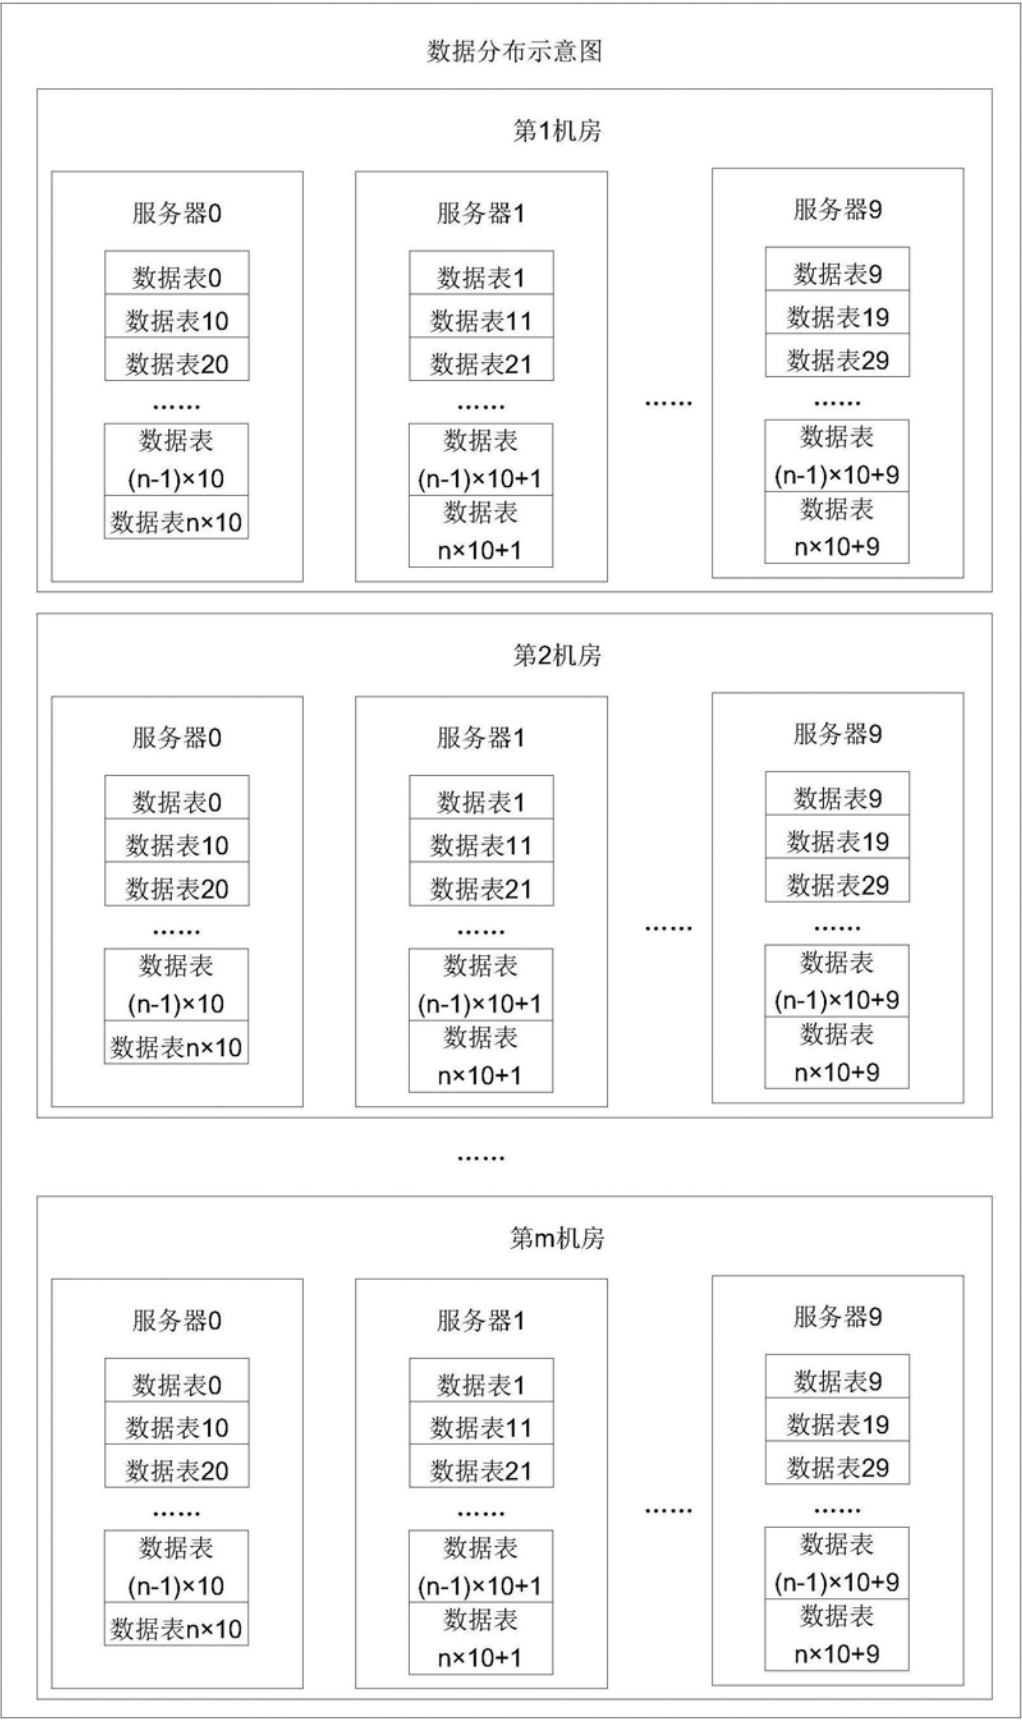 数据分布示意图
第1机房
服务器0
数据表0
数据表10
数据表20
……
数据表
(n-1)×10
数据表n×10
服务器1
数据表1
数据表11
数据表21
……
数据表
(n-1)×10+1
数据表
n×10+1
……
服务器9
数据表9
数据表19
数据表29
……
数据表
(n-1)×10+9
数据表
n×10+9
第2机房
服务器0
数据表0
数据表10
数据表20
……
数据表
(n-1)×10
数据表n×10
服务器1
数据表1
数据表11
数据表21
……
数据表
(n-1)×10+1
数据表
n×10+1
……
服务器9
数据表9
数据表19
数据表29
……
数据表
(n-1)×10+9
数据表
n×10+9
……
第m机房
服务器0
数据表0
数据表10
数据表20
……
数据表
(n-1)×10
数据表n×10
服务器1
数据表1
数据表11
数据表21
……
数据表
(n-1)×10+1
数据表
n×10+1
……
服务器9
数据表9
数据表19
数据表29
……
数据表
(n-1)×10+9
数据表
n×10+9